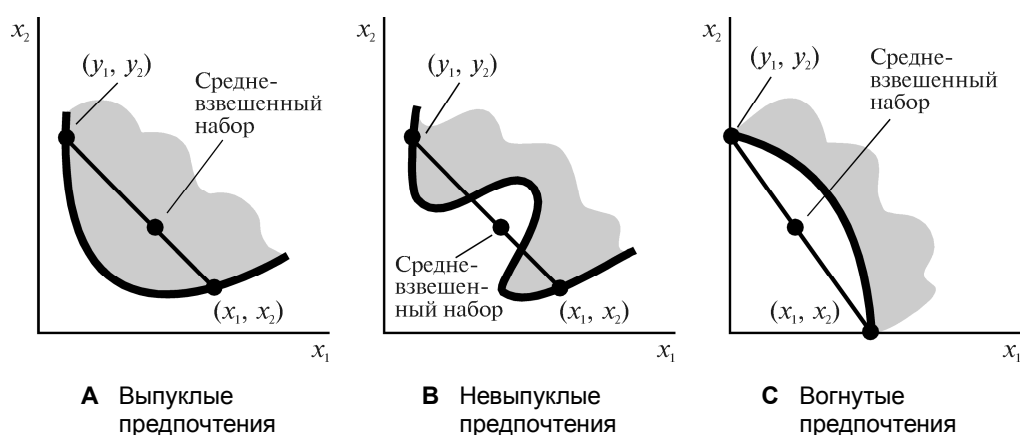 x₂
(y₁, y₂)
Средне-
взвешенный
набор
(x₁, x₂)
x₁
A Выпуклые
предпочтения
x₂
(y₁, y₂)
Средне-
взвешен-
ный набор
(x₁, x₂)
x₁
B Невыпуклые
предпочтения
x₂
(y₁, y₂)
Средне-
взвешенный
набор
(x₁, x₂)
x₁
C Вогнутые
предпочтения